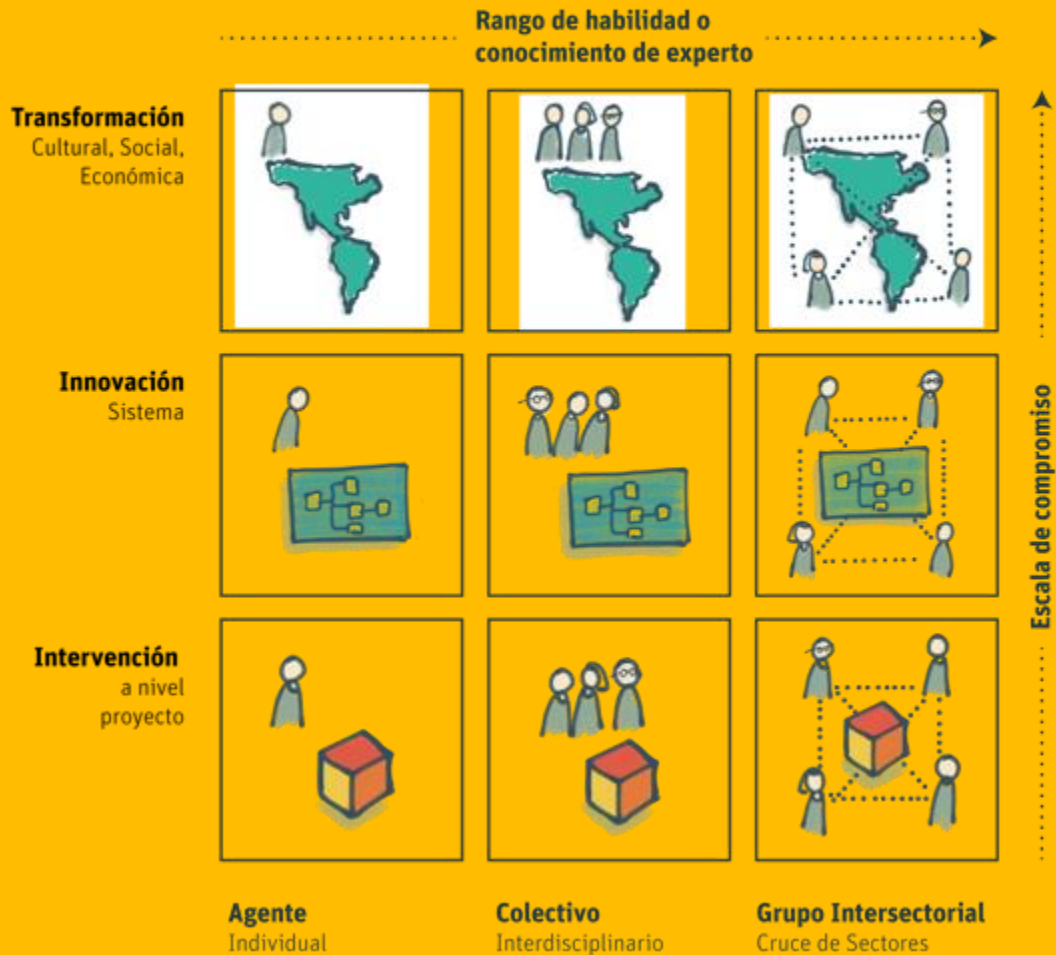 Rango de habilidad o
conocimiento de experto
Transformación
Cultural, Social,
Económica
Innovación
Sistema
Intervención
a nivel
proyecto
Escala de compromiso
Agente
Individual
Colectivo
Interdisciplinario
Grupo Intersectorial
Cruce de Sectores